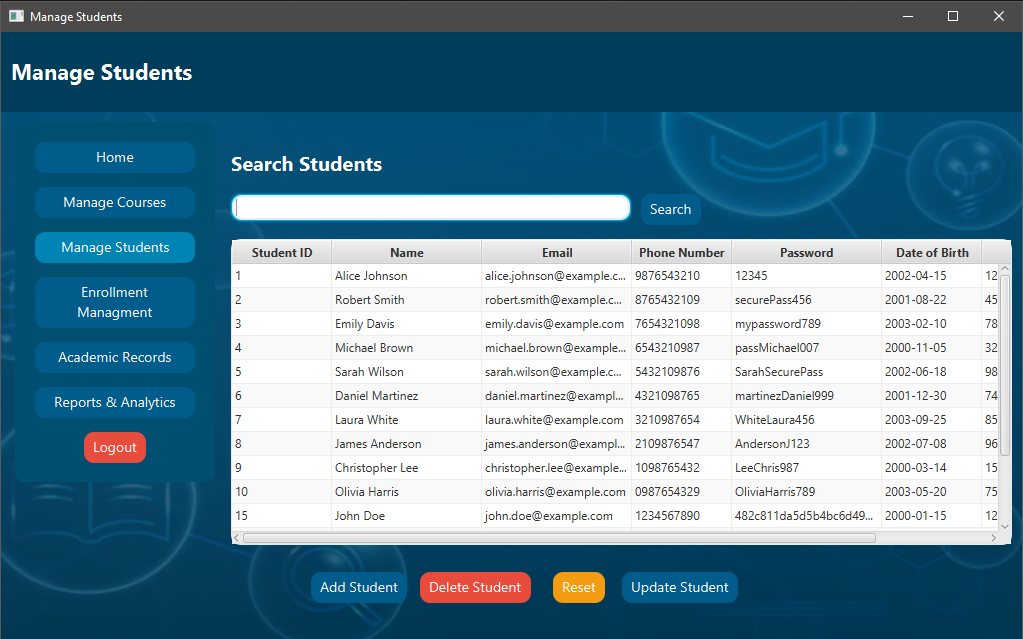 Manage Students
Manage Students
Home
Manage Courses
Manage Students
Enrollment
Managment
Academic Records
Reports & Analytics
Logout
Search Students
Search
Student ID Name Email Phone Number Password Date of Birth
1 Alice Johnson alice.johnson@example.c... 9876543210 12345 2002-04-15 12
2 Robert Smith robert.smith@example.c... 8765432109 securePass456 2001-08-22 45
3 Emily Davis emily.davis@example.com 7654321098 mypassword789 2003-02-10 78
4 Michael Brown michael.brown@example... 6543210987 passMichael007 2000-11-05 32
5 Sarah Wilson sarah.wilson@example.c... 5432109876 SarahSecurePass 2002-06-18 98
6 Daniel Martinez daniel.martinez@exampl... 4321098765 martinezDaniel999 2001-12-30 74
7 Laura White laura.white@example.com 3210987654 WhiteLaura456 2003-09-25 85
8 James Anderson james.anderson@exampl... 2109876547 AndersonJ123 2002-07-08 96
9 Christopher Lee christopher.lee@example... 1098765432 LeeChris987 2000-03-14 15
10 Olivia Harris olivia.harris@example.com 0987654329 OliviaHarris789 2003-05-20 75
15 John Doe john.doe@example.com 1234567890 482c811da5d5b4bc6d49... 2000-01-15 12
Add Student
Delete Student
Reset
Update Student